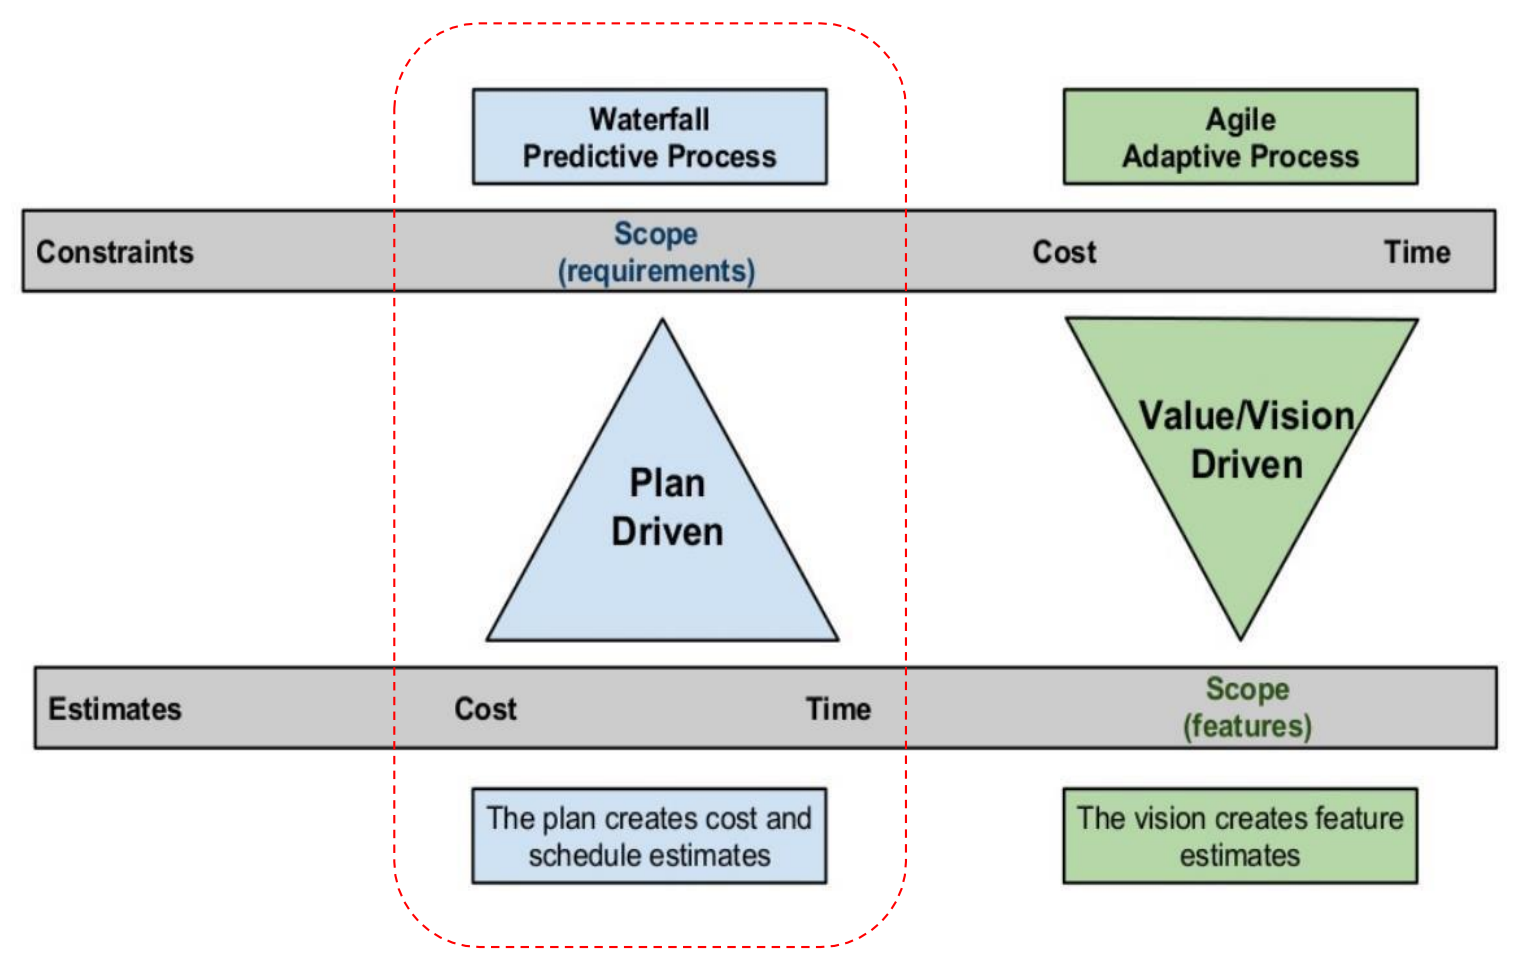 Waterfall
Predictive Process
Agile
Adaptive Process
Constraints
Scope
(requirements)
Cost
Time
Plan
Driven
Value/Vision
Driven
Estimates
Cost
Time
Scope
(features)
The plan creates cost and
schedule estimates
The vision creates feature
estimates